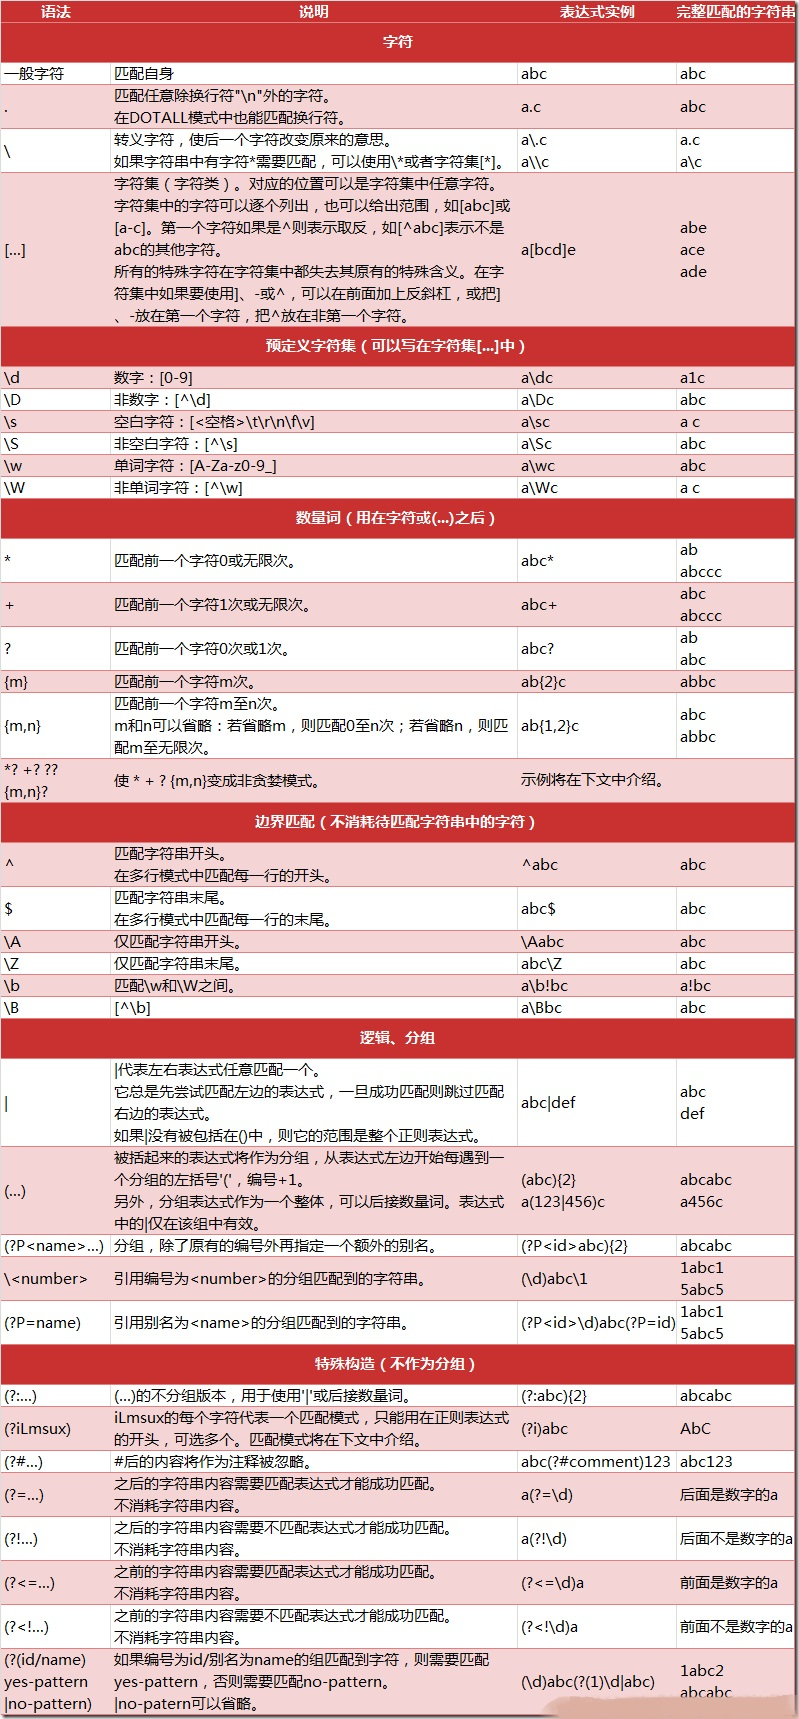 语法 说明 表达式实例 完整匹配的字符串
字符
一般字符 匹配自身 abc abc
. 匹配任意除换行符"\n"外的字符。
在DOTALL模式中也能匹配换行符。 a.c abc
\ 转义字符，使后一个字符改变原来的意思。
如果字符串中有字符*需要匹配，可以使用\*或者字符集[*]。
a\.c
a\\c
a.c
a\c
[...] 字符集（字符类）。对应的位置可以是字符集中任意字符。
字符集中的字符可以逐个列出，也可以给出范围，如[abc]或
[a-c]。第一个字符如果是^则表示取反，如[^abc]表示不是
abc的其他字符。
所有的特殊字符在字符集中都失去其原有的特殊含义。在字
符集中如果要使用]、-或^，可以在前面加上反斜杠，或把]
、-放在第一个字符，把^放在非第一个字符。
a[bcd]e
abe
ace
ade
预定义字符集（可以写在字符集[...]中）
\d 数字：[0-9] a\dc a1c
\D 非数字：[^\d] a\Dc abc
\s 空白字符：[<空格>\t\r\n\f\v] a\sc a c
\S 非空白字符：[^\s] a\Sc abc
\w 单词字符：[A-Za-z0-9_] a\wc abc
\W 非单词字符：[^\w] a\Wc a c
数量词（用在字符或(...)之后）
* 匹配前一个字符0或无限次。 abc*
ab
abccc
+ 匹配前一个字符1次或无限次。 abc+
abc
abccc
? 匹配前一个字符0次或1次。 abc?
ab
abc
{m} 匹配前一个字符m次。 ab{2}c abbc
{m,n} 匹配前一个字符m至n次。
m和n可以省略：若省略m，则匹配0至n次；若省略n，则匹
配m至无限次。
ab{1,2}c
abc
abbc
*? +? ??
{m,n}?
使 * + ? {m,n}变成非贪婪模式。 示例将在下文中介绍。
边界匹配（不消耗待匹配字符串中的字符）
^ 匹配字符串开头。
在多行模式中匹配每一行的开头。 ^abc abc
$ 匹配字符串末尾。
在多行模式中匹配每一行的末尾。 abc$ abc
\A 仅匹配字符串开头。 \Aabc abc
\Z 仅匹配字符串末尾。 abc\Z abc
\b 匹配\w和\W之间。 a\b!bc a!bc
\B [^\b] a\Bbc abc
逻辑、分组
| |代表左右表达式任意匹配一个。
它总是先尝试匹配左边的表达式，一旦成功匹配则跳过匹配
右边的表达式。
如果|没有被包括在()中，则它的范围是整个正则表达式。
abc|def
abc
def
(...) 被括起来的表达式将作为分组，从表达式左边开始每遇到一
个分组的左括号'('，编号+1。
另外，分组表达式作为一个整体，可以后接数量词。表达式
中的|仅在该组中有效。
(abc){2}
a(123|456)c
abcabc
a456c
(?P<name>...) 分组，除了原有的编号外再指定一个额外的别名。 (?P<id>abc){2} abcabc
\<number> 引用编号为<number>的分组匹配到的字符串。 (\d)abc\1
1abc1
5abc5
(?P=name) 引用别名为<name>的分组匹配到的字符串。 (?P<id>\d)abc(?P=id)
1abc1
5abc5
特殊构造（不作为分组）
(?:...) (...)的不分组版本，用于使用'|'或后接数量词。 (?:abc){2} abcabc
(?iLmsux) iLmsux的每个字符代表一个匹配模式，只能用在正则表达式
的开头，可选多个。匹配模式将在下文中介绍。 (?i)abc AbC
(?#...) #后的内容将作为注释被忽略。 abc(?#comment)123 abc123
(?=...) 之后的字符串内容需要匹配表达式才能成功匹配。
不消耗字符串内容。 a(?=\d) 后面是数字的a
(?!...) 之后的字符串内容需要不匹配表达式才能成功匹配。
不消耗字符串内容。 a(?!\d) 后面不是数字的a
(?<=...) 之前的字符串内容需要匹配表达式才能成功匹配。
不消耗字符串内容。 (?<=\d)a 前面是数字的a
(?<!...) 之前的字符串内容需要不匹配表达式才能成功匹配。
不消耗字符串内容。 (?<!\d)a 前面不是数字的a
(?(id/name)
yes-pattern
|no-pattern)
如果编号为id/别名为name的组匹配到字符，则需要匹配
yes-pattern，否则需要匹配no-pattern。
|no-patern可以省略。
(\d)abc(?(1)\d|abc)
1abc2
abcabc